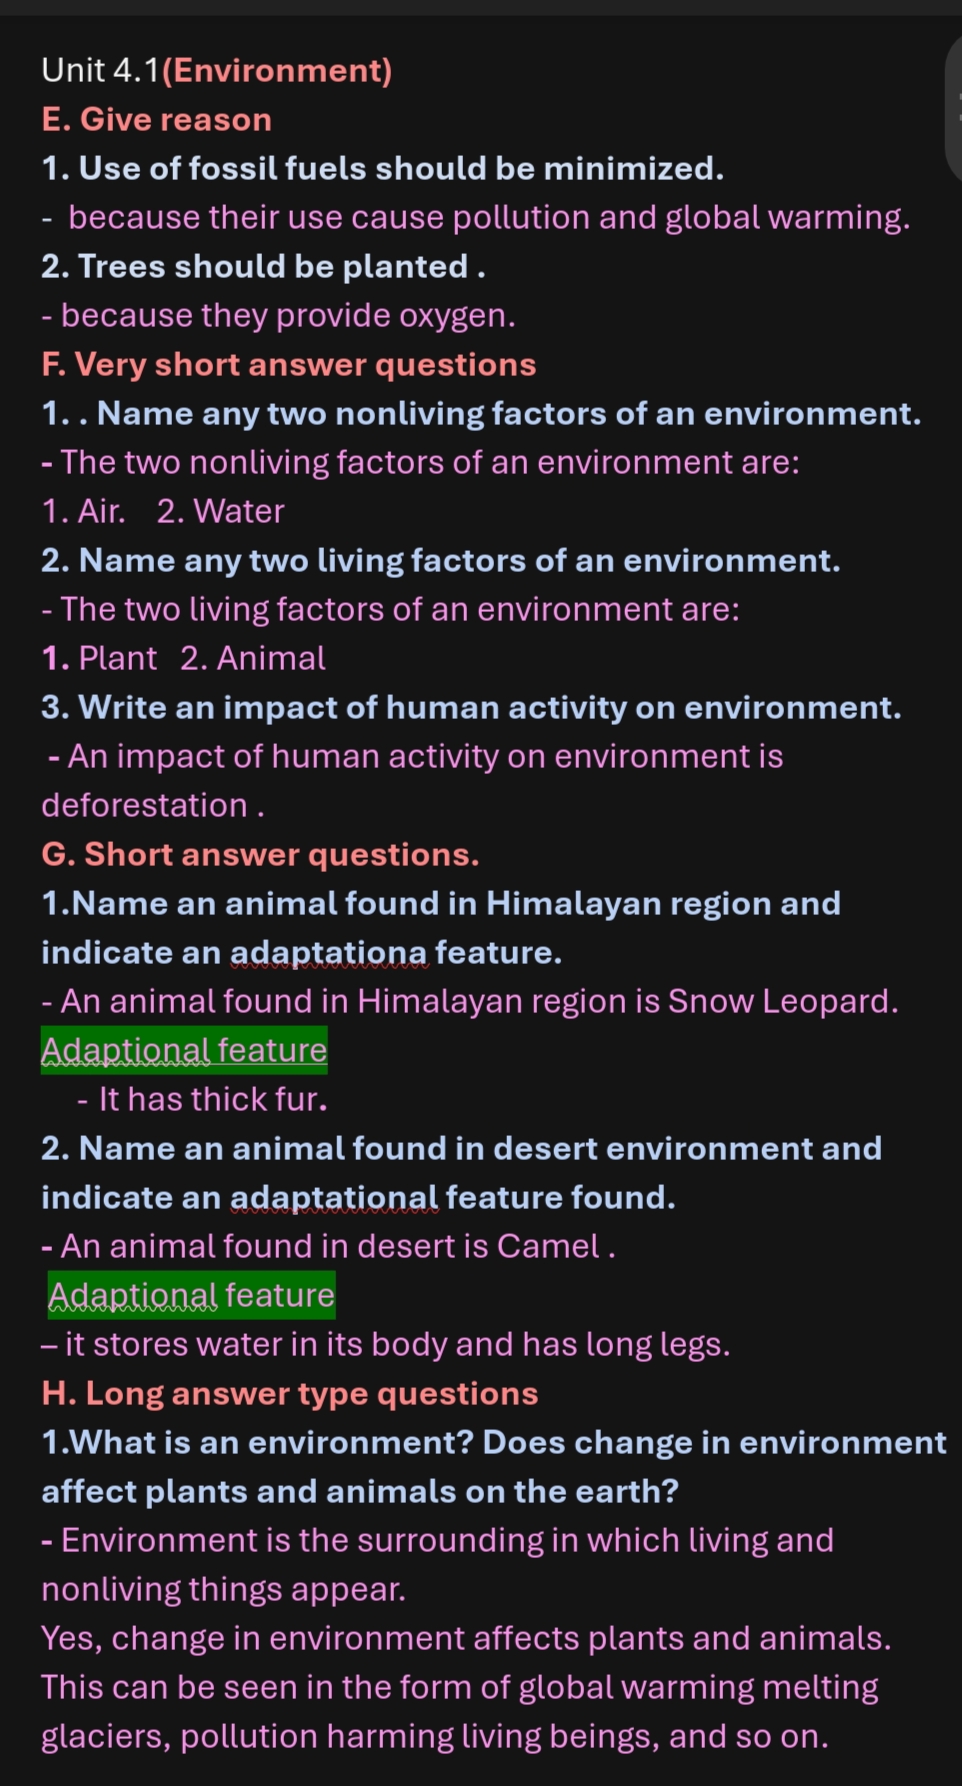 Unit 4.1(Environment)
E. Give reason
1. Use of fossil fuels should be minimized.
- because their use cause pollution and global warming.
2. Trees should be planted .
- because they provide oxygen.
F. Very short answer questions
1. . Name any two nonliving factors of an environment.
- The two nonliving factors of an environment are:
1. Air. 2. Water
2. Name any two living factors of an environment.
- The two living factors of an environment are:
1. Plant 2. Animal
3. Write an impact of human activity on environment.
- An impact of human activity on environment is
deforestation .
G. Short answer questions.
1.Name an animal found in Himalayan region and
indicate an adaptationa feature.
- An animal found in Himalayan region is Snow Leopard.
Adaptional feature
- It has thick fur.
2. Name an animal found in desert environment and
indicate an adaptational feature found.
- An animal found in desert is Camel .
Adaptional feature
– it stores water in its body and has long legs.
H. Long answer type questions
1.What is an environment? Does change in environment
affect plants and animals on the earth?
- Environment is the surrounding in which living and
nonliving things appear.
Yes, change in environment affects plants and animals.
This can be seen in the form of global warming melting
glaciers, pollution harming living beings, and so on.